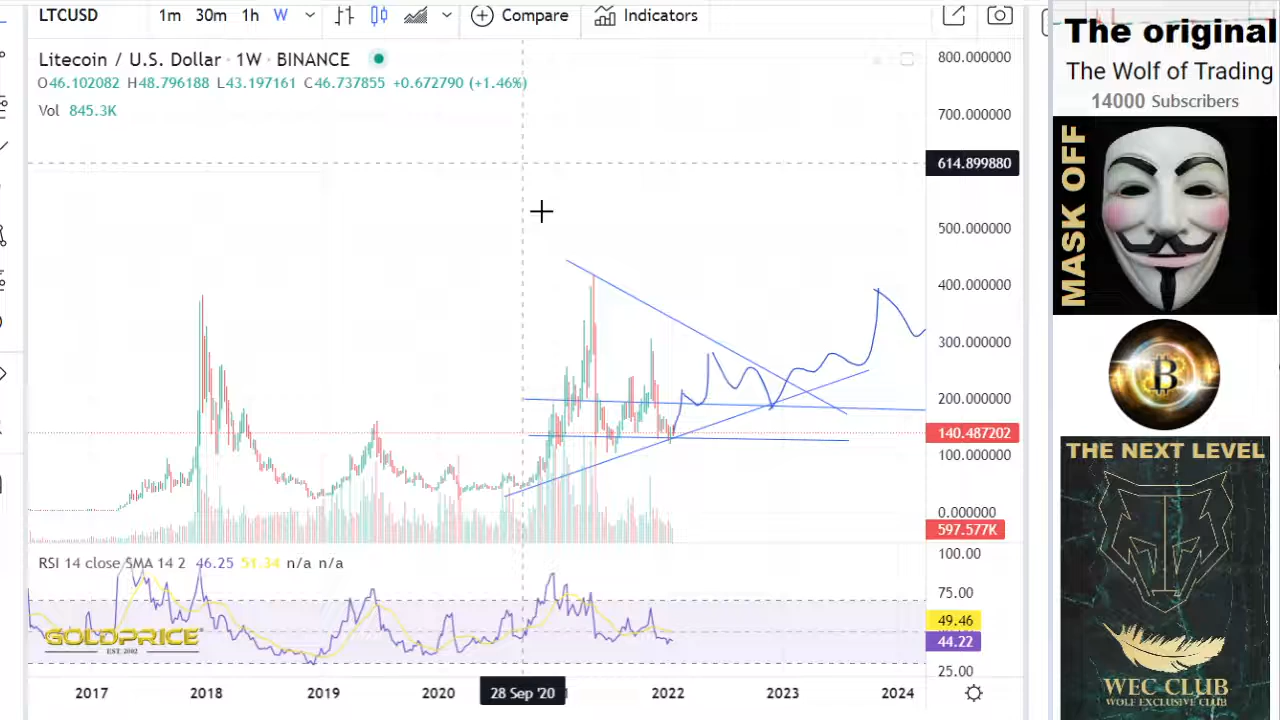 LTCUSD 1m 30m 1h W Compare Indicators
Litecoin / U.S. Dollar · 1W · BINANCE
O46.102082 H48.796188 L43.197161 C46.737855 +0.672790 (+1.46%)
Vol 845.3K
800.000000
700.000000
614.899880
500.000000
400.000000
300.000000
200.000000
140.487202
100.000000
0.000000
597.577K
RSI 14 close SMA 14 2 46.25 51.34 n/a n/a
100.00
75.00
49.46
44.22
25.00
GOLDPRICE
EST. 2002
2017 2018 2019 2020 28 Sep '20 2022 2023 2024
The original
The Wolf of Trading
14000 Subscribers
MASK OFF
THE NEXT LEVEL
WEC CLUB
WOLF EXCLUSIVE CLUB